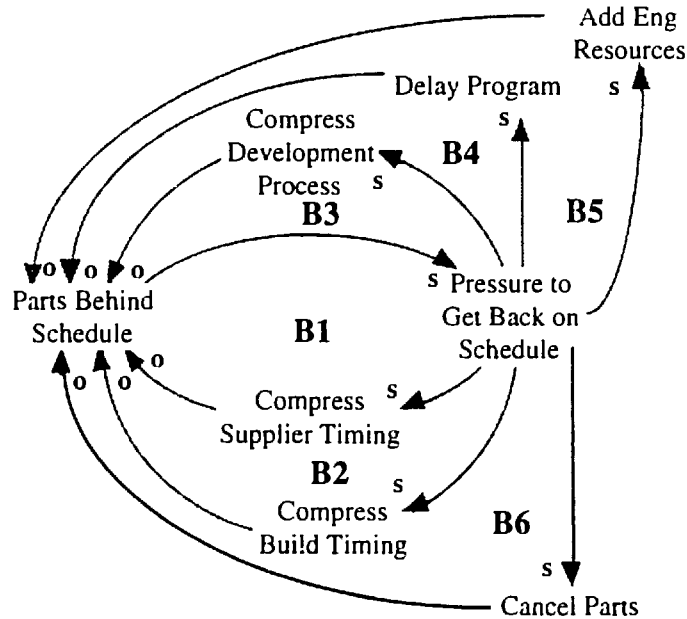 Add Eng
Resources
s
Delay Program
s
Compress
Development
Process
s
B4
B5
B3
o
o
o
s
Parts Behind
Schedule
Pressure to
Get Back on
Schedule
B1
o
o
o
s
Compress
Supplier Timing
B2
s
Compress
Build Timing
B6
s
Cancel Parts